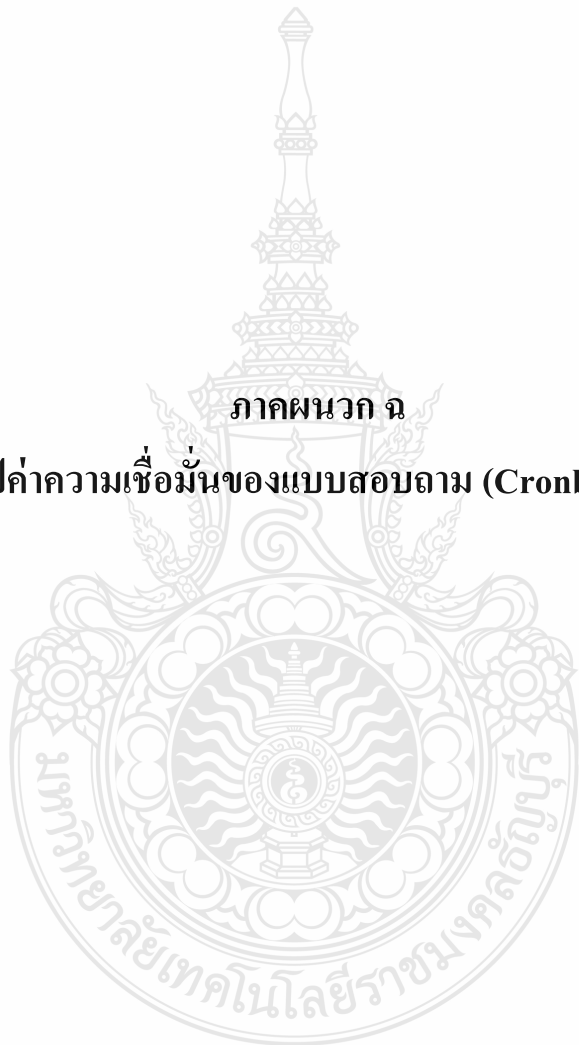 ภาคผนวก ฉ
ค่าความเชื่อมั่นของแบบสอบถาม
มหาวิทยาลัยเทคโนโลยีราชมงคลธัญบุรี